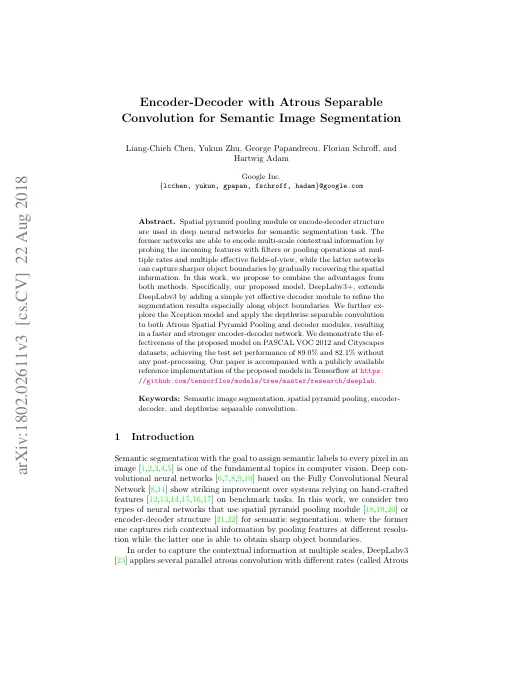 Encoder-Decoder with Atrous Separable
Convolution for Semantic Image Segmentation
Liang-Chieh Chen, Yukun Zhu, George Papandreou, Florian Schroff, and
Hartwig Adam
Google Inc.
{lcchen, yukun, gpapan, fschroff, hadam}@google.com
arXiv:1802.02611v3 [cs.CV] 22 Aug 2018
Abstract. Spatial pyramid pooling module or encode-decoder structure
are used in deep neural networks for semantic segmentation task. The
former networks are able to encode multi-scale contextual information by
probing the incoming features with filters or pooling operations at mul-
tiple rates and multiple effective fields-of-view, while the latter networks
can capture sharper object boundaries by gradually recovering the spatial
information. In this work, we propose to combine the advantages from
both methods. Specifically, our proposed model, DeepLabv3+, extends
DeepLabv3 by adding a simple yet effective decoder module to refine the
segmentation results especially along object boundaries. We further ex-
plore the Xception model and apply the depthwise separable convolution
to both Atrous Spatial Pyramid Pooling and decoder modules, resulting
in a faster and stronger encoder-decoder network. We demonstrate the ef-
fectiveness of the proposed model on PASCAL VOC 2012 and Cityscapes
datasets, achieving the test set performance of 89.0% and 82.1% without
any post-processing. Our paper is accompanied with a publicly available
reference implementation of the proposed models in Tensorflow at https:
//github.com/tensorflow/models/tree/master/research/deeplab.
Keywords: Semantic image segmentation, spatial pyramid pooling, encoder-
decoder, and depthwise separable convolution.
1 Introduction
Semantic segmentation with the goal to assign semantic labels to every pixel in an
image [1,2,3,4,5] is one of the fundamental topics in computer vision. Deep con-
volutional neural networks [6,7,8,9,10] based on the Fully Convolutional Neural
Network [8,11] show striking improvement over systems relying on hand-crafted
features [12,13,14,15,16,17] on benchmark tasks. In this work, we consider two
types of neural networks that use spatial pyramid pooling module [18,19,20] or
encoder-decoder structure [21,22] for semantic segmentation, where the former
one captures rich contextual information by pooling features at different resolu-
tion while the latter one is able to obtain sharp object boundaries.
In order to capture the contextual information at multiple scales, DeepLabv3
[23] applies several parallel atrous convolution with different rates (called Atrous